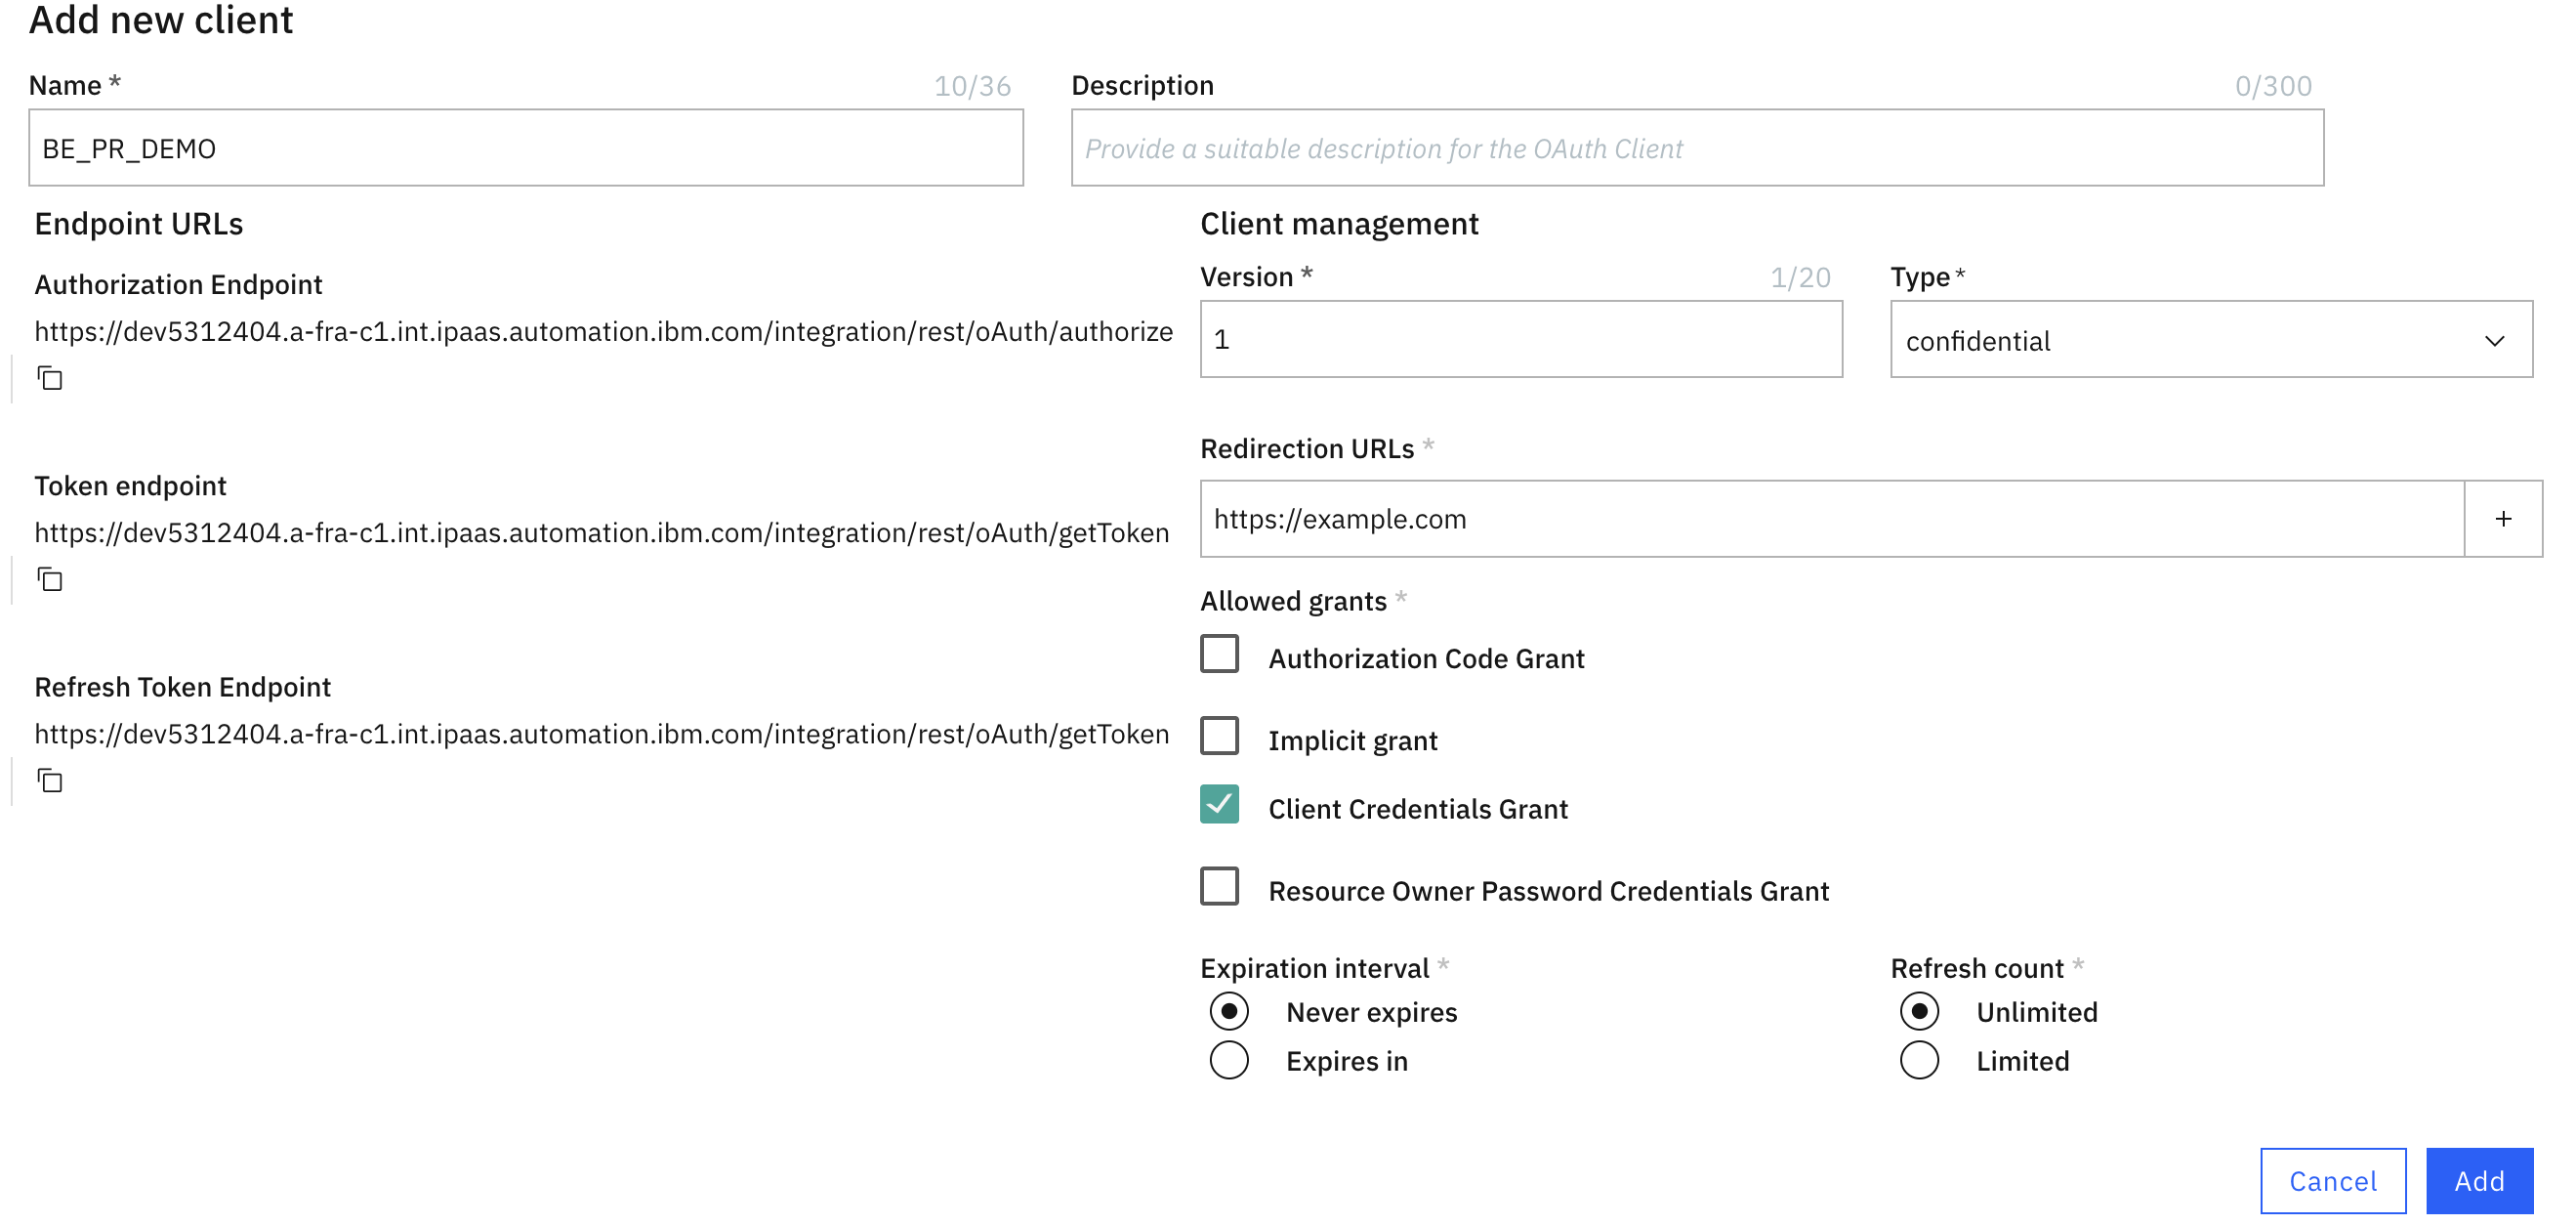 Add new client
Name *
10/36
Description
0/300
BE_PR_DEMO
Provide a suitable description for the OAuth Client
Endpoint URLs
Authorization Endpoint
https://dev5312404.a-fra-c1.int.ipaas.automation.ibm.com/integration/rest/oAuth/authorize
Token endpoint
https://dev5312404.a-fra-c1.int.ipaas.automation.ibm.com/integration/rest/oAuth/getToken
Refresh Token Endpoint
https://dev5312404.a-fra-c1.int.ipaas.automation.ibm.com/integration/rest/oAuth/getToken
Client management
Version *
1/20
Type*
1
confidential
Redirection URLs *
https://example.com
+
Allowed grants *
Authorization Code Grant
Implicit grant
Client Credentials Grant
Resource Owner Password Credentials Grant
Expiration interval *
Never expires
Expires in
Refresh count *
Unlimited
Limited
Cancel
Add